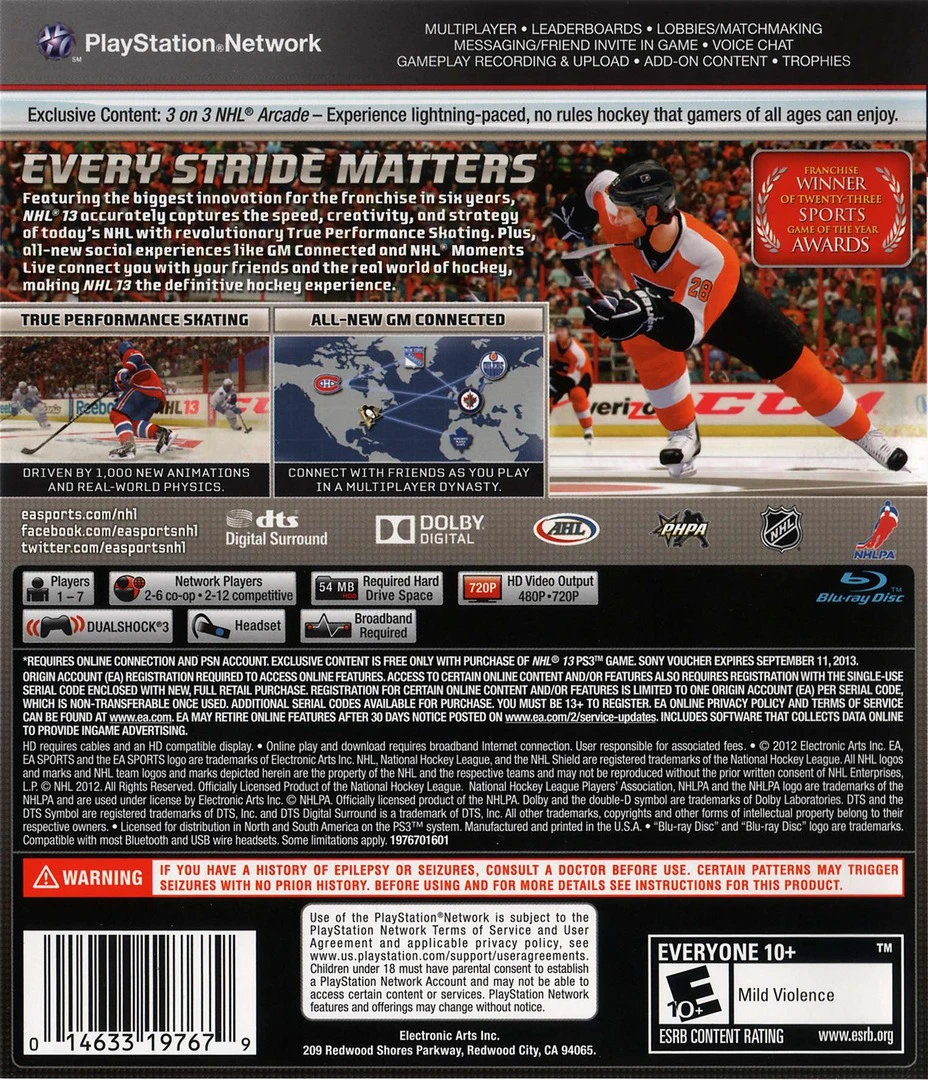 PlayStation®Network
SM
MULTIPLAYER • LEADERBOARDS • LOBBIES/MATCHMAKING
MESSAGING/FRIEND INVITE IN GAME • VOICE CHAT
GAMEPLAY RECORDING & UPLOAD • ADD-ON CONTENT • TROPHIES
Exclusive Content: 3 on 3 NHL® Arcade – Experience lightning-paced, no rules hockey that gamers of all ages can enjoy.
EVERY STRIDE MATTERS
Featuring the biggest innovation for the franchise in six years,
NHL® 13 accurately captures the speed, creativity, and strategy
of today's NHL with revolutionary True Performance Skating. Plus,
all-new social experiences like GM Connected and NHL® Moments
Live connect you with your friends and the real world of hockey,
making NHL 13 the definitive hockey experience.
FRANCHISE
WINNER
OF TWENTY-THREE
SPORTS
GAME OF THE YEAR
AWARDS
28
TRUE PERFORMANCE SKATING
Reebok
NHL13
DRIVEN BY 1,000 NEW ANIMATIONS
AND REAL-WORLD PHYSICS.
ALL-NEW GM CONNECTED
OILERS
CONNECT WITH FRIENDS AS YOU PLAY
IN A MULTIPLAYER DYNASTY.
verizo
CCM
easports.com/nhl
facebook.com/easportsnhl
twitter.com/easportsnhl
dts
Digital Surround
DOLBY
DIGITAL
AHL
PHPA
NHL
NHLPA
Players
1 – 7
Network Players
2-6 co-op • 2-12 competitive
54 MB
HDD
Required Hard
Drive Space
720P
HD Video Output
480P • 720P
Blu-ray Disc™
DUALSHOCK®3
Headset
Broadband
Required
*REQUIRES ONLINE CONNECTION AND PSN ACCOUNT. EXCLUSIVE CONTENT IS FREE ONLY WITH PURCHASE OF NHL® 13 PS3™ GAME. SONY VOUCHER EXPIRES SEPTEMBER 11, 2013.
ORIGIN ACCOUNT (EA) REGISTRATION REQUIRED TO ACCESS ONLINE FEATURES. ACCESS TO CERTAIN ONLINE CONTENT AND/OR FEATURES ALSO REQUIRES REGISTRATION WITH THE SINGLE-USE
SERIAL CODE ENCLOSED WITH NEW, FULL RETAIL PURCHASE. REGISTRATION FOR CERTAIN ONLINE CONTENT AND/OR FEATURES IS LIMITED TO ONE ORIGIN ACCOUNT (EA) PER SERIAL CODE,
WHICH IS NON-TRANSFERABLE ONCE USED. ADDITIONAL SERIAL CODES AVAILABLE FOR PURCHASE. YOU MUST BE 13+ TO REGISTER. EA ONLINE PRIVACY POLICY AND TERMS OF SERVICE
CAN BE FOUND AT www.ea.com. EA MAY RETIRE ONLINE FEATURES AFTER 30 DAYS NOTICE POSTED ON www.ea.com/2/service-updates. INCLUDES SOFTWARE THAT COLLECTS DATA ONLINE
TO PROVIDE INGAME ADVERTISING.
HD requires cables and an HD compatible display. • Online play and download requires broadband Internet connection. User responsible for associated fees. • © 2012 Electronic Arts Inc. EA,
EA SPORTS and the EA SPORTS logo are trademarks of Electronic Arts Inc. NHL, National Hockey League, and the NHL Shield are registered trademarks of the National Hockey League. All NHL logos
and marks and NHL team logos and marks depicted herein are the property of the NHL and the respective teams and may not be reproduced without the prior written consent of NHL Enterprises,
L.P. © NHL 2012. All Rights Reserved. Officially Licensed Product of the National Hockey League. National Hockey League Players' Association, NHLPA and the NHLPA logo are trademarks of the
NHLPA and are used under license by Electronic Arts Inc. © NHLPA. Officially licensed product of the NHLPA. Dolby and the double-D symbol are trademarks of Dolby Laboratories. DTS and the
DTS Symbol are registered trademarks of DTS, Inc. and DTS Digital Surround is a trademark of DTS, Inc. All other trademarks, copyrights and other forms of intellectual property belong to their
respective owners. • Licensed for distribution in North and South America on the PS3™ system. Manufactured and printed in the U.S.A. • “Blu-ray Disc” and “Blu-ray Disc” logo are trademarks.
Compatible with most Bluetooth and USB wire headsets. Some limitations apply. 1976701601
WARNING
IF YOU HAVE A HISTORY OF EPILEPSY OR SEIZURES, CONSULT A DOCTOR BEFORE USE. CERTAIN PATTERNS MAY TRIGGER
SEIZURES WITH NO PRIOR HISTORY. BEFORE USING AND FOR MORE DETAILS SEE INSTRUCTIONS FOR THIS PRODUCT.
0 14633 19767 9
Use of the PlayStation®Network is subject to the
PlayStation Network Terms of Service and User
Agreement and applicable privacy policy, see
www.us.playstation.com/support/useragreements.
Children under 18 must have parental consent to establish
a PlayStation Network Account and may not be able to
access certain content or services. PlayStation Network
features and offerings may change without notice.
Electronic Arts Inc.
209 Redwood Shores Parkway, Redwood City, CA 94065.
EVERYONE 10+
TM
E
10+
Mild Violence
ESRB CONTENT RATING
www.esrb.org